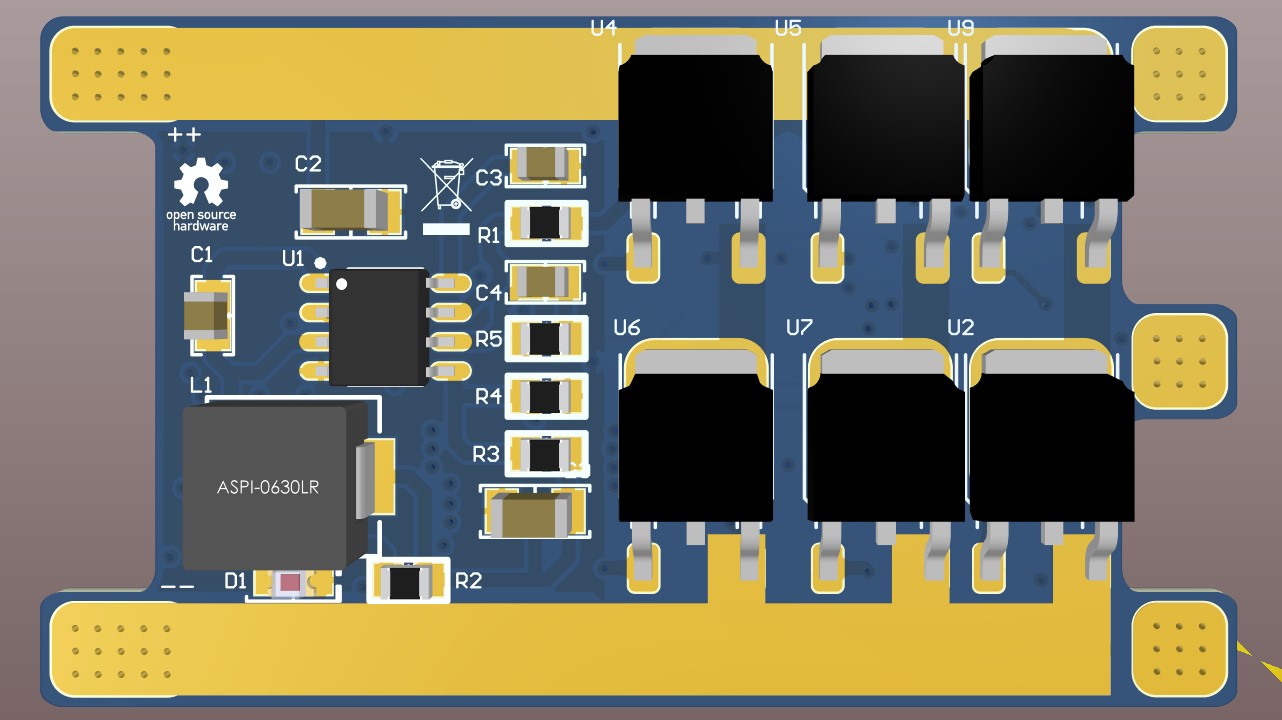 U4
U5
U9
++
C2
C3
open source
hardware
R1
C1
U1
C4
U6
U7
U2
R5
L1
R4
R3
ASPI-0630LR
D1
R2
--